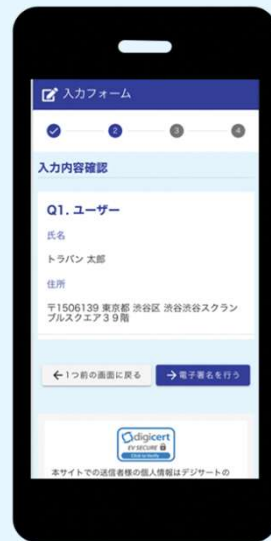 入力フォーム
2
3
4
入力内容確認
Q1. ユーザー
氏名
トラパン 太郎
住所
〒1506139 東京都 渋谷区 渋谷渋谷スクラン
ブルスクエア39階
←1つ前の画面に戻る
→電子署名を行う
digicert
EV SECURE
Click to Verify
本サイトでの送信者様の個人情報はデジサートの